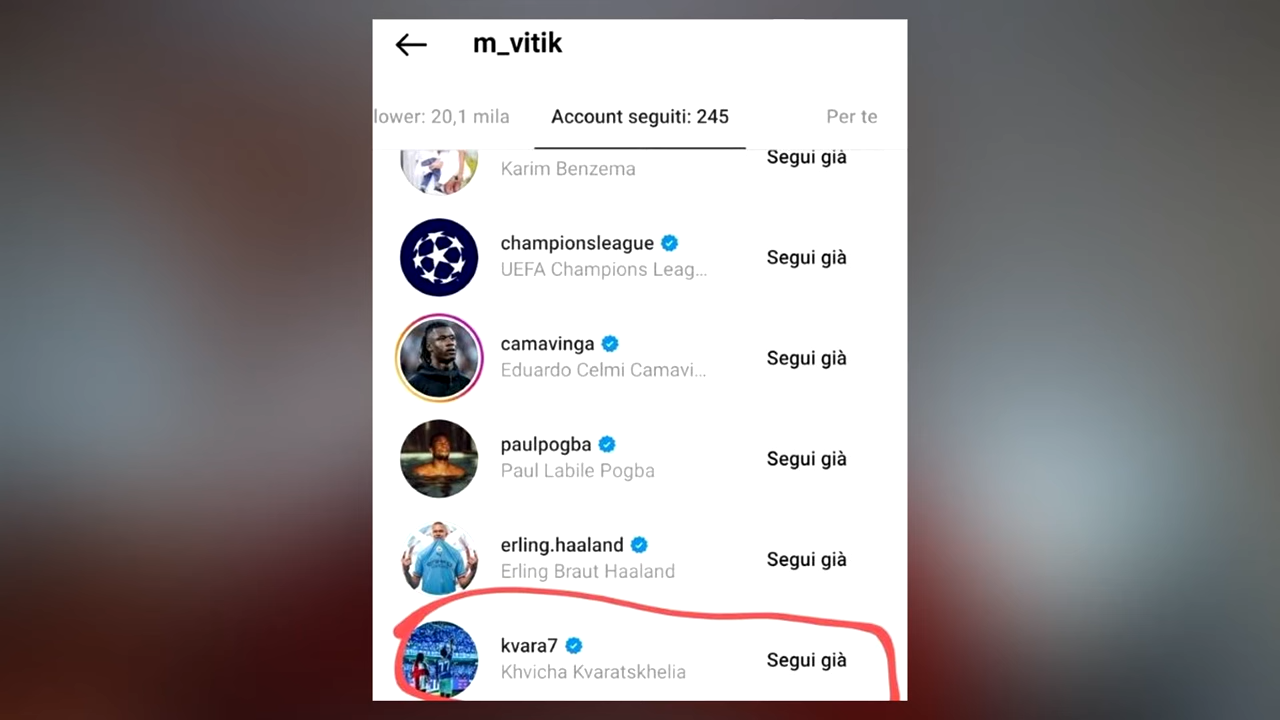 m_vitik
lower: 20,1 mila Account seguiti: 245 Per te
Karim Benzema Segui già
championsleague
UEFA Champions Leag... Segui già
camavinga
Eduardo Celmi Camavi... Segui già
paulpogba
Paul Labile Pogba Segui già
erling.haaland
Erling Braut Haaland Segui già
kvara7
Khvicha Kvaratskhelia Segui già